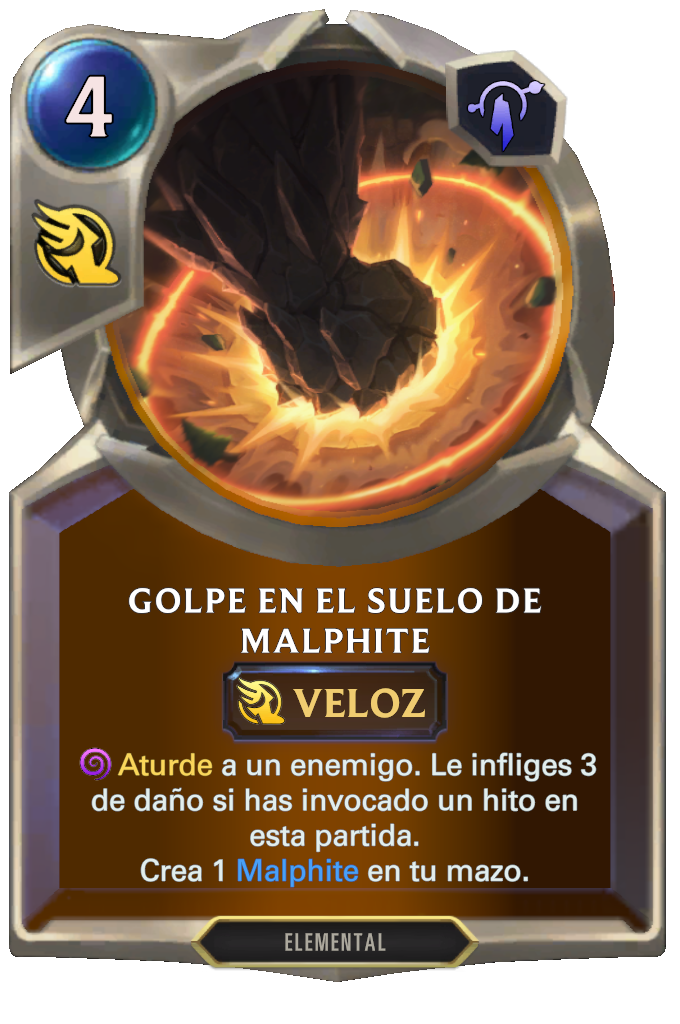 4
GOLPE EN EL SUELO DE
MALPHITE
VELOZ
Aturde a un enemigo. Le infliges 3
de daño si has invocado un hito en
esta partida.
Crea 1 Malphite en tu mazo.
ELEMENTAL